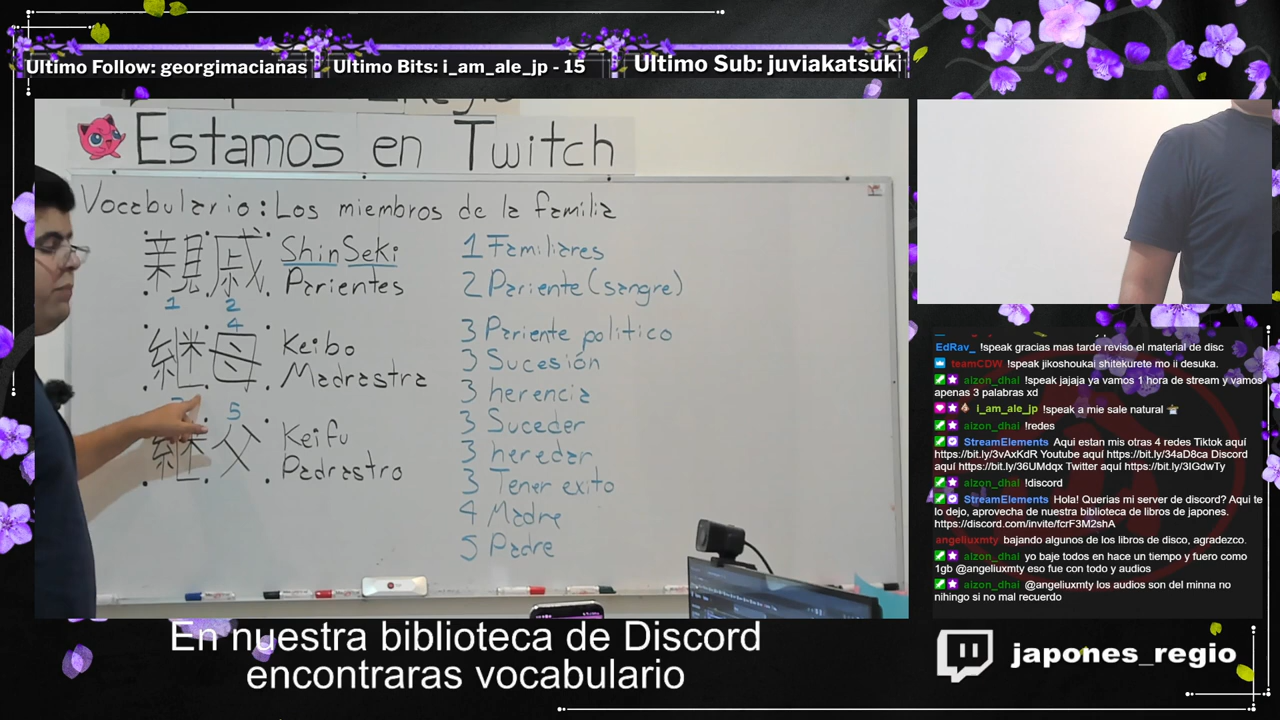 Ultimo Follow: georgimacianas
Ultimo Bits: i_am_ale_jp - 15
Ultimo Sub: juviakatsuki
Estamos en Twitch
Vocabulario: Los miembros de la familia
親戚 ShinSeki
Parientes
1 2
1 Familiares
2 Pariente (sangre)
4
継母 Keibo
Madrastra
5
継父 Keifu
Padrastro
3 Pariente politico
3 Sucesión
3 herencia
3 Suceder
3 heredar
3 Tener exito
4 Madre
5 Padre
EdRav_ !speak gracias mas tarde reviso el material de disc
teamCDW !speak jikoshoukai shitekurete mo ii desuka.
aizon_dhai !speak jajaja ya vamos 1 hora de stream y vamos
apenas 3 palabras xd
i_am_ale_jp !speak a mie sale natural
aizon_dhai !redes
StreamElements Aqui estan mis otras 4 redes Tiktok aquí
https://bit.ly/3vAxKdR Youtube aquí https://bit.ly/34aD8ca Discord
aquí https://bit.ly/36UMdqx Twitter aquí https://bit.ly/3IGdwTy
aizon_dhai !discord
StreamElements Hola! Querias mi server de discord? Aqui te
lo dejo, aprovecha de nuestra biblioteca de libros de japones.
https://discord.com/invite/fcrF3M2shA
angeliuxmty bajando algunos de los libros de disco, agradezco.
aizon_dhai yo baje todos en hace un tiempo y fuero como
1gb @angeliuxmty eso fue con todo y audios
aizon_dhai @angeliuxmty los audios son del minna no
nihingo si no mal recuerdo
En nuestra biblioteca de Discord
encontraras vocabulario
japones_regio